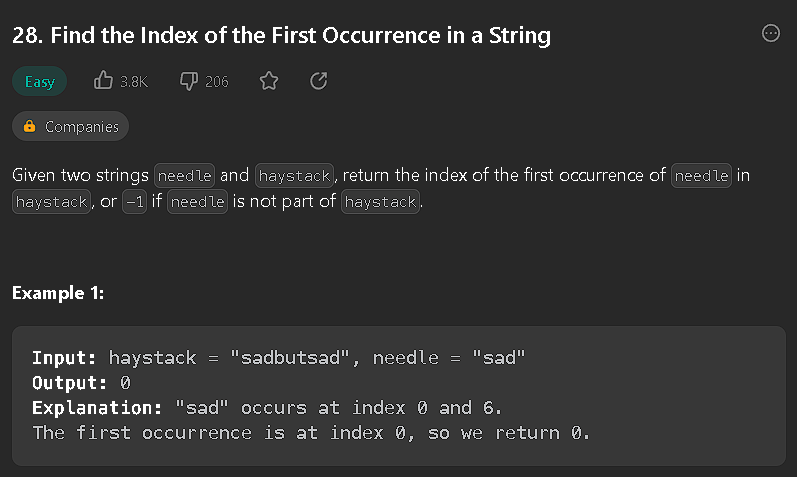 28. Find the Index of the First Occurrence in a String
Easy 3.8K 206
Companies
Given two strings needle and haystack, return the index of the first occurrence of needle in
haystack, or -1 if needle is not part of haystack.
Example 1:
Input: haystack = "sadbutsad", needle = "sad"
Output: 0
Explanation: "sad" occurs at index 0 and 6.
The first occurrence is at index 0, so we return 0.